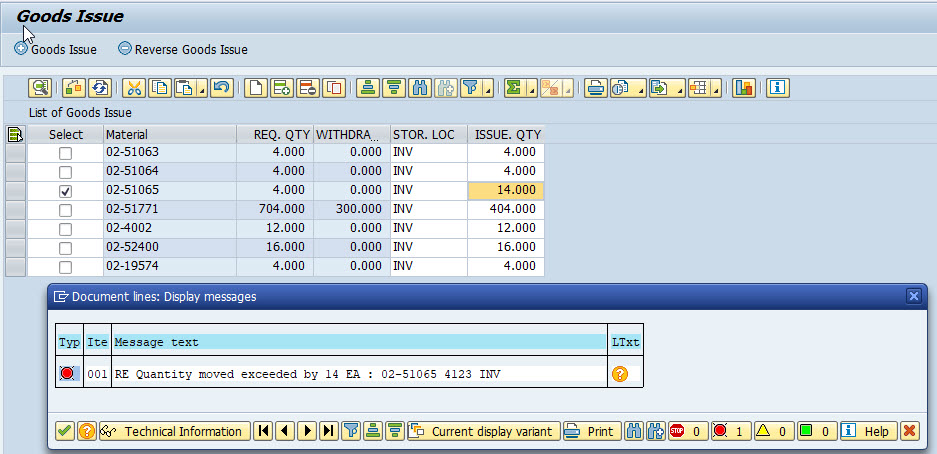 Goods Issue
Goods Issue Reverse Goods Issue
List of Goods Issue
Select Material REQ. QTY WITHDRA... STOR. LOC ISSUE. QTY
02-51063 4.000 0.000 INV 4.000
02-51064 4.000 0.000 INV 4.000
02-51065 4.000 0.000 INV 14.000
02-51771 704.000 300.000 INV 404.000
02-4002 12.000 0.000 INV 12.000
02-52400 16.000 0.000 INV 16.000
02-19574 4.000 0.000 INV 4.000
Document lines: Display messages
Typ Ite Message text LTxt
001 RE Quantity moved exceeded by 14 EA : 02-51065 4123 INV
Technical Information Current display variant Print STOP 0 1 0 0 Help